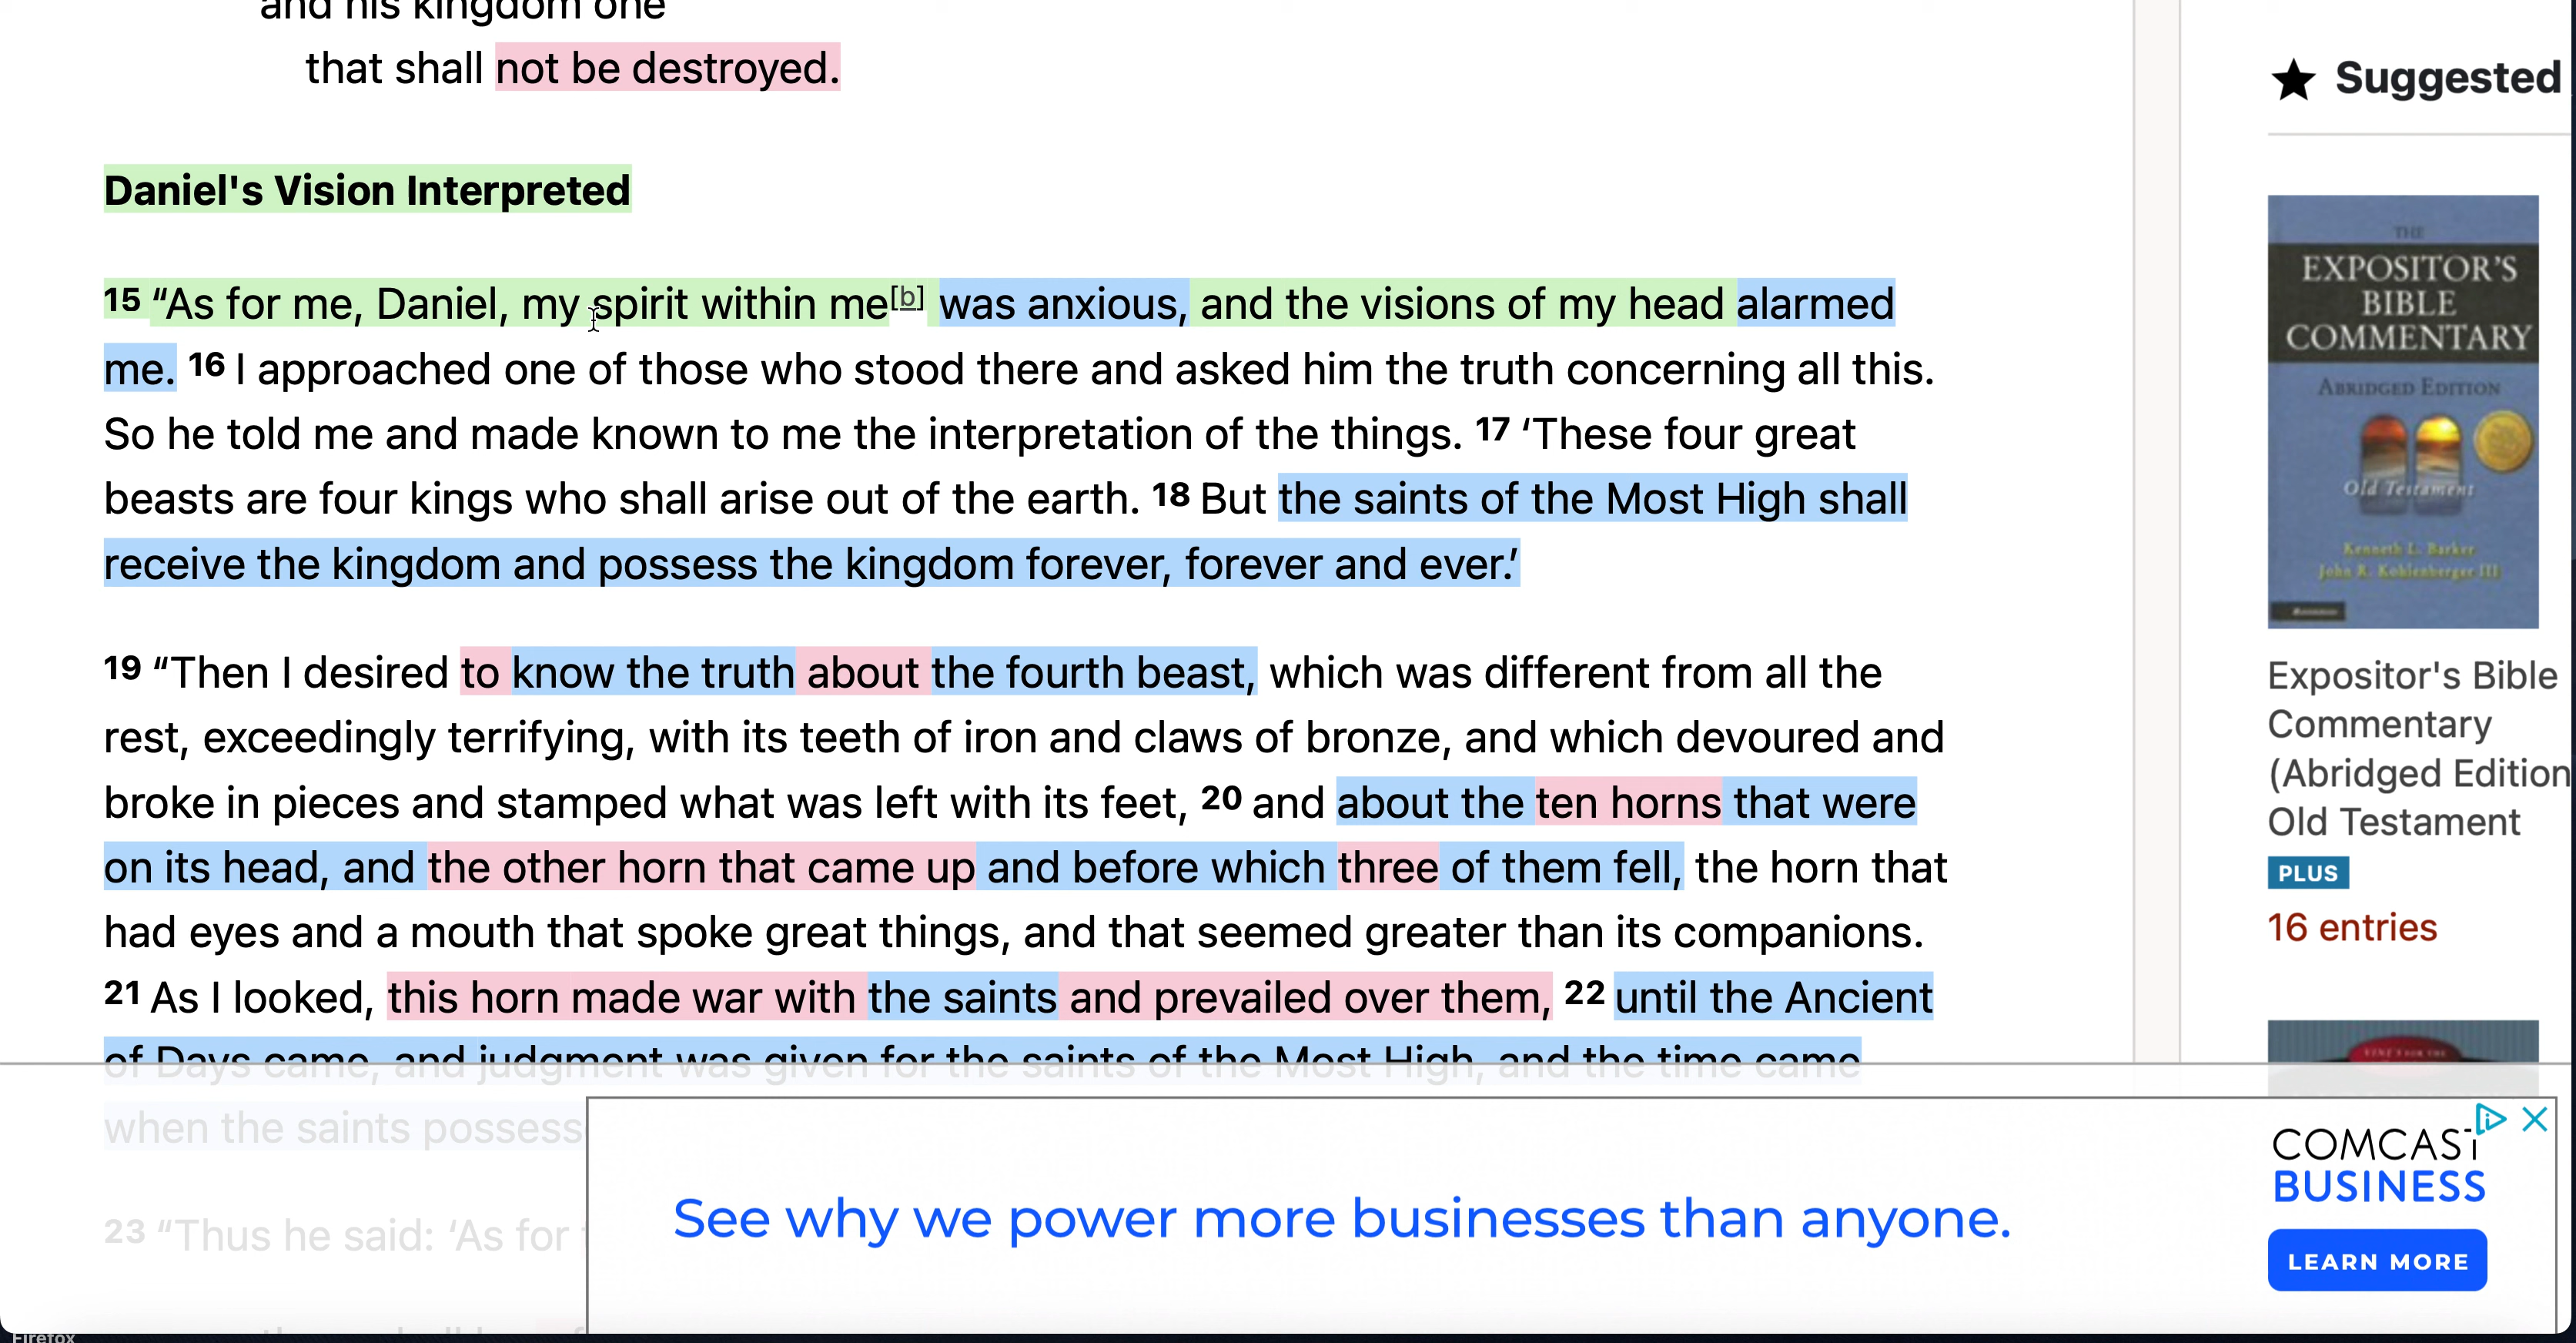 and his kingdom one
that shall not be destroyed.
Daniel's Vision Interpreted
15 “As for me, Daniel, my spirit within me[b] was anxious, and the visions of my head alarmed
me. 16 I approached one of those who stood there and asked him the truth concerning all this.
So he told me and made known to me the interpretation of the things. 17 ‘These four great
beasts are four kings who shall arise out of the earth. 18 But the saints of the Most High shall
receive the kingdom and possess the kingdom forever, forever and ever.’
19 “Then I desired to know the truth about the fourth beast, which was different from all the
rest, exceedingly terrifying, with its teeth of iron and claws of bronze, and which devoured and
broke in pieces and stamped what was left with its feet, 20 and about the ten horns that were
on its head, and the other horn that came up and before which three of them fell, the horn that
had eyes and a mouth that spoke great things, and that seemed greater than its companions.
21 As I looked, this horn made war with the saints and prevailed over them, 22 until the Ancient
of Days came, and judgment was given for the saints of the Most High, and the time came
when the saints possess
23 “Thus he said: ‘As for
★ Suggested
THE
EXPOSITOR'S
BIBLE
COMMENTARY
ABRIDGED EDITION
Old Testament
Kenneth L. Barker
John R. Kohlenberger III
Expositor's Bible
Commentary
(Abridged Edition
Old Testament
PLUS
16 entries
See why we power more businesses than anyone.
COMCAST
BUSINESS
LEARN MORE
Firefox